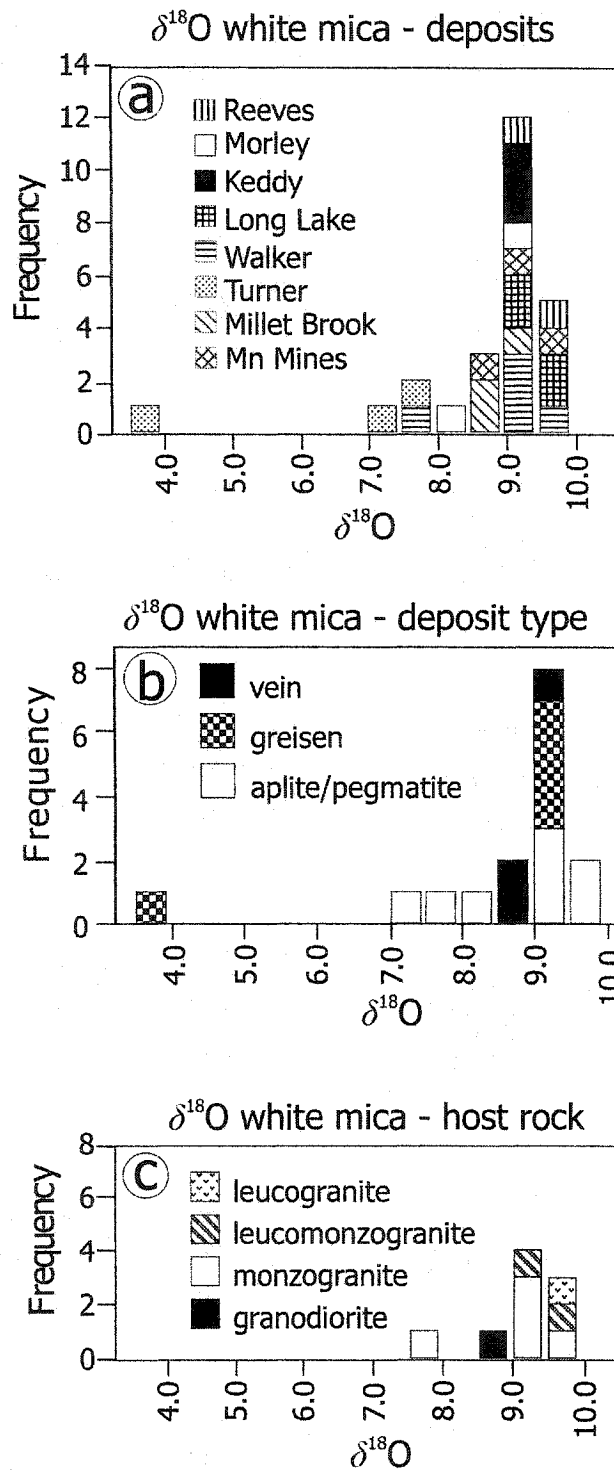 δ¹⁸O white mica - deposits
a
Frequency
14
12
10
8
6
4
2
0
Reeves
Morley
Keddy
Long Lake
Walker
Turner
Millet Brook
Mn Mines
4.0 5.0 6.0 7.0 8.0 9.0 10.0
δ¹⁸O
δ¹⁸O white mica - deposit type
b
Frequency
8
6
4
2
0
vein
greisen
aplite/pegmatite
4.0 5.0 6.0 7.0 8.0 9.0 10.0
δ¹⁸O
δ¹⁸O white mica - host rock
c
Frequency
8
6
4
2
0
leucogranite
leucomonzogranite
monzogranite
granodiorite
4.0 5.0 6.0 7.0 8.0 9.0 10.0
δ¹⁸O